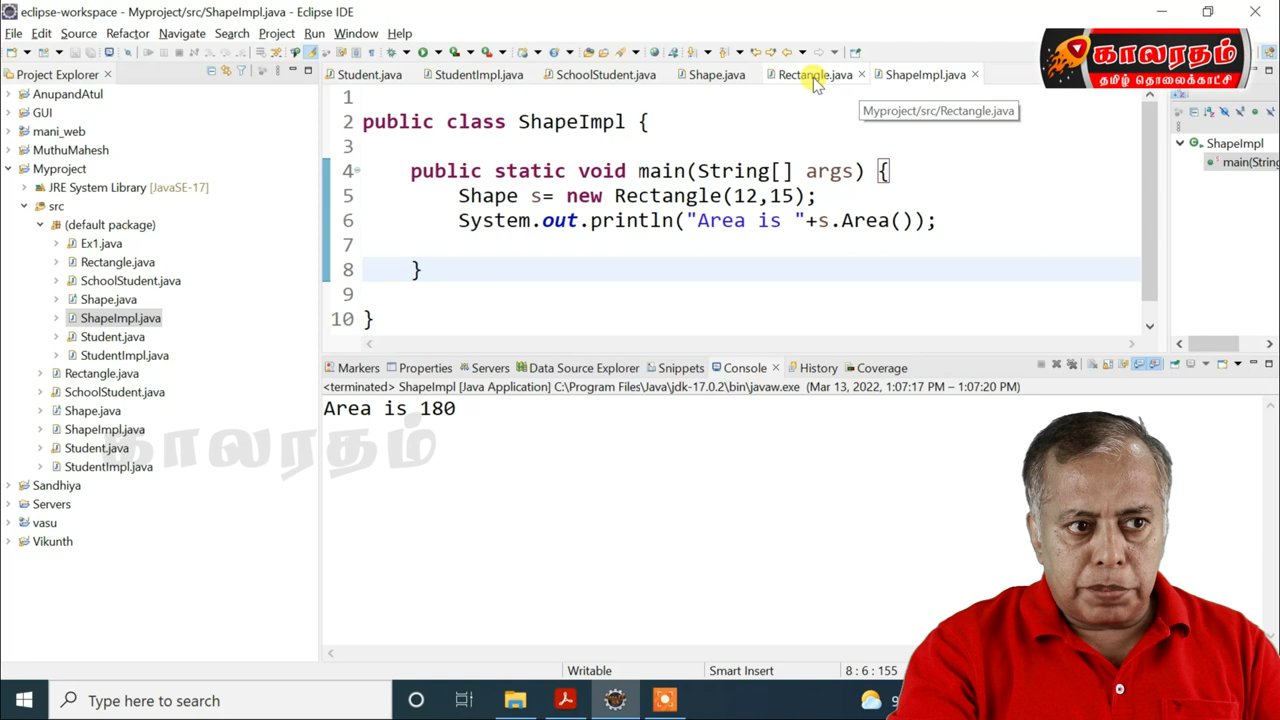 eclipse-workspace - Myproject/src/ShapeImpl.java - Eclipse IDE
File Edit Source Refactor Navigate Search Project Run Window Help
காலரதம்
தமிழ் தொலைக்காட்சி
Project Explorer
Student.java StudentImpl.java SchoolStudent.java Shape.java Rectangle.java ShapeImpl.java
Myproject/src/Rectangle.java
AnupandAtul
GUI
mani_web
MuthuMahesh
Myproject
JRE System Library [JavaSE-17]
src
(default package)
Ex1.java
Rectangle.java
SchoolStudent.java
Shape.java
ShapeImpl.java
Student.java
StudentImpl.java
Rectangle.java
SchoolStudent.java
Shape.java
ShapeImpl.java
Student.java
StudentImpl.java
Sandhiya
Servers
vasu
Vikunth
1
2 public class ShapeImpl {
3
4 public static void main(String[] args) {
5 Shape s= new Rectangle(12,15);
6 System.out.println("Area is "+s.Area());
7
8 }
9
10 }
ShapeImpl
main(String
Markers Properties Servers Data Source Explorer Snippets Console History Coverage
<terminated> ShapeImpl [Java Application] C:\Program Files\Java\jdk-17.0.2\bin\javaw.exe (Mar 13, 2022, 1:07:17 PM – 1:07:20 PM)
Area is 180
காலரதம்
Writable Smart Insert 8 : 6 : 155
Type here to search